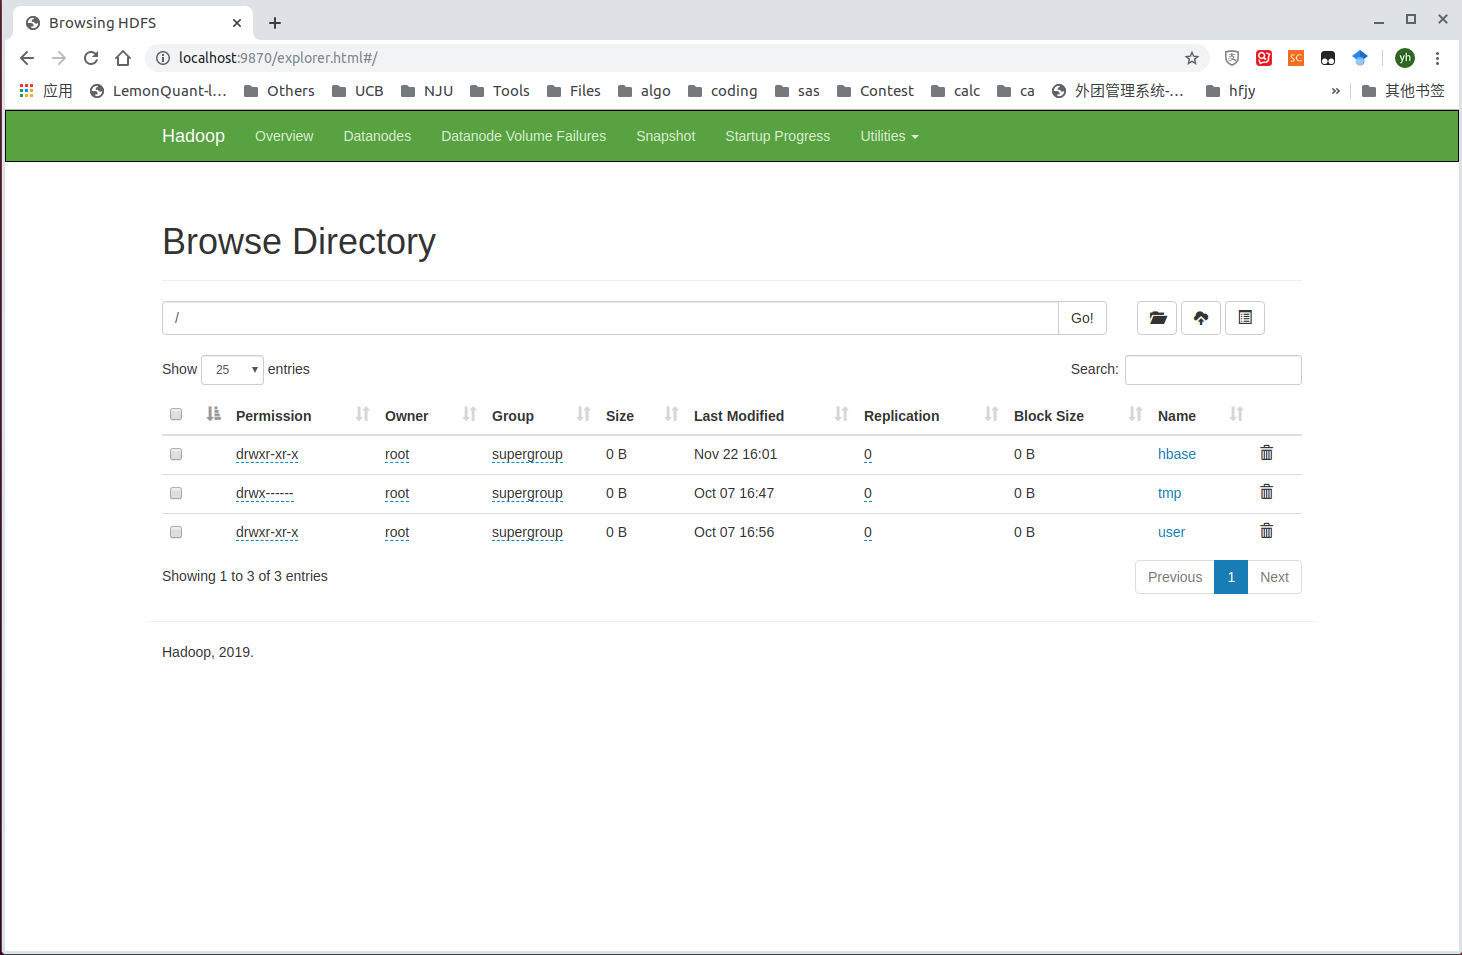 Browsing HDFS
localhost:9870/explorer.html#/
yh
应用 LemonQuant-l... Others UCB NJU Tools Files algo coding sas Contest calc ca 外团管理系统-... hfjy » 其他书签
Hadoop Overview Datanodes Datanode Volume Failures Snapshot Startup Progress Utilities
Browse Directory
/ Go!
Show 25 entries Search:
Permission Owner Group Size Last Modified Replication Block Size Name
drwxr-xr-x root supergroup 0 B Nov 22 16:01 0 0 B hbase
drwx------ root supergroup 0 B Oct 07 16:47 0 0 B tmp
drwxr-xr-x root supergroup 0 B Oct 07 16:56 0 0 B user
Showing 1 to 3 of 3 entries Previous 1 Next
Hadoop, 2019.